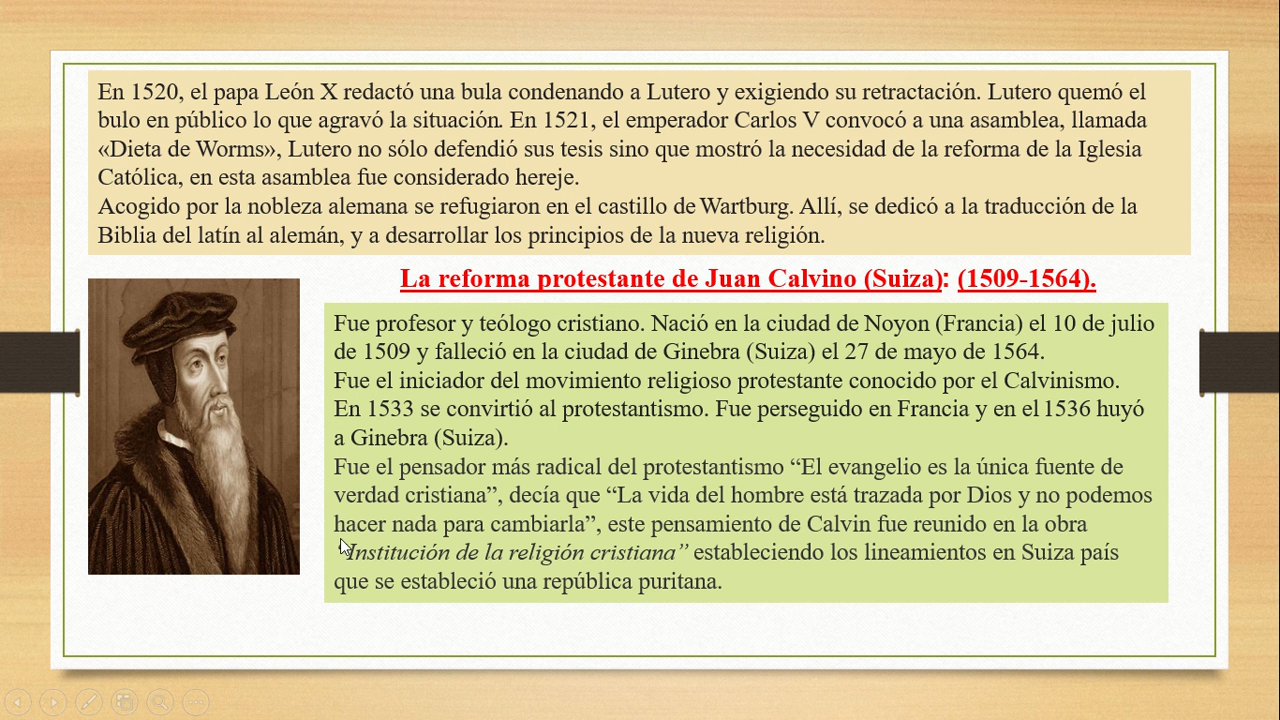 En 1520, el papa León X redactó una bula condenando a Lutero y exigiendo su retractación. Lutero quemó el
bulo en público lo que agravó la situación. En 1521, el emperador Carlos V convocó a una asamblea, llamada
«Dieta de Worms», Lutero no sólo defendió sus tesis sino que mostró la necesidad de la reforma de la Iglesia
Católica, en esta asamblea fue considerado hereje.
Acogido por la nobleza alemana se refugiaron en el castillo de Wartburg. Allí, se dedicó a la traducción de la
Biblia del latín al alemán, y a desarrollar los principios de la nueva religión.
La reforma protestante de Juan Calvino (Suiza): (1509-1564).
Fue profesor y teólogo cristiano. Nació en la ciudad de Noyon (Francia) el 10 de julio
de 1509 y falleció en la ciudad de Ginebra (Suiza) el 27 de mayo de 1564.
Fue el iniciador del movimiento religioso protestante conocido por el Calvinismo.
En 1533 se convirtió al protestantismo. Fue perseguido en Francia y en el 1536 huyó
a Ginebra (Suiza).
Fue el pensador más radical del protestantismo “El evangelio es la única fuente de
verdad cristiana”, decía que “La vida del hombre está trazada por Dios y no podemos
hacer nada para cambiarla”, este pensamiento de Calvin fue reunido en la obra
“Institución de la religión cristiana” estableciendo los lineamientos en Suiza país
que se estableció una república puritana.